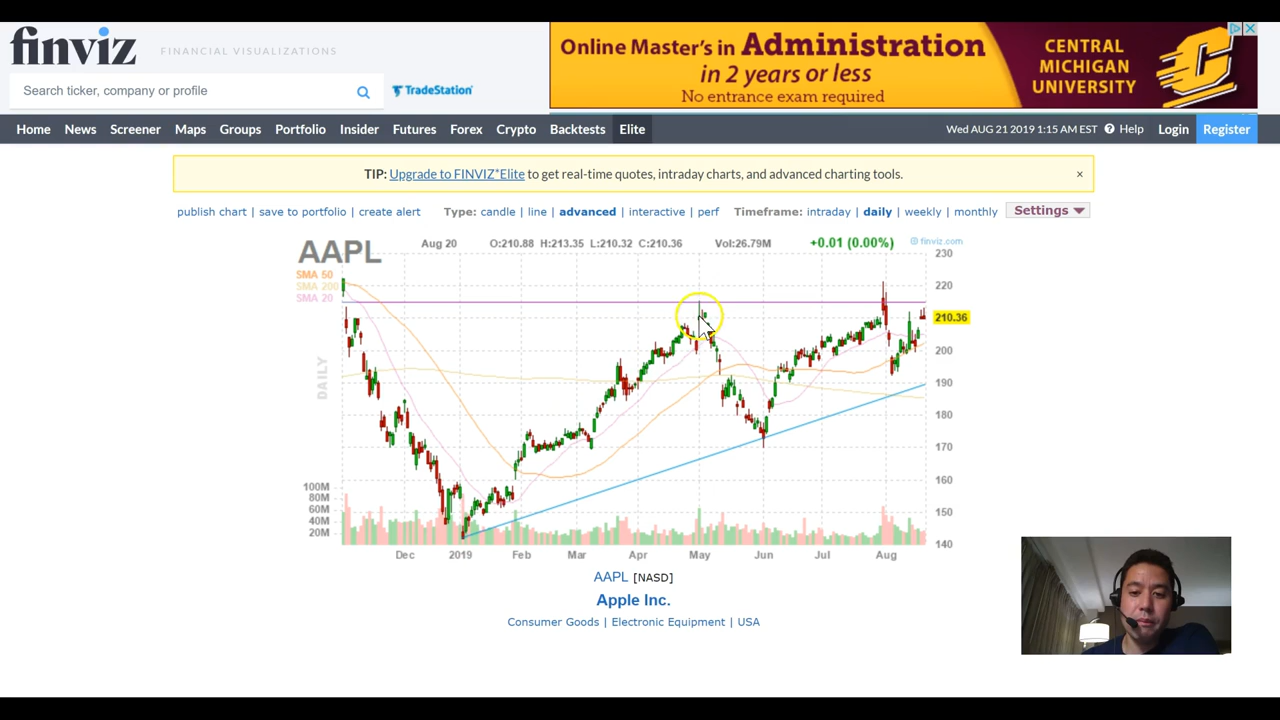 finviz
FINANCIAL VISUALIZATIONS
Search ticker, company or profile
TradeStation
Online Master's in Administration
in 2 years or less
No entrance exam required
CENTRAL
MICHIGAN
UNIVERSITY
Home News Screener Maps Groups Portfolio Insider Futures Forex Crypto Backtests Elite
Wed AUG 21 2019 1:15 AM EST Help Login Register
TIP: Upgrade to FINVIZ*Elite to get real-time quotes, intraday charts, and advanced charting tools. ×
publish chart | save to portfolio | create alert Type: candle | line | advanced | interactive | perf Timeframe: intraday | daily | weekly | monthly Settings
AAPL Aug 20 O:210.88 H:213.35 L:210.32 C:210.36 Vol:26.79M +0.01 (0.00%) © finviz.com
SMA 50
SMA 200
SMA 20
DAILY
230
220
210.36
200
190
180
170
160
150
140
100M
80M
60M
40M
20M
Dec 2019 Feb Mar Apr May Jun Jul Aug
AAPL [NASD]
Apple Inc.
Consumer Goods | Electronic Equipment | USA